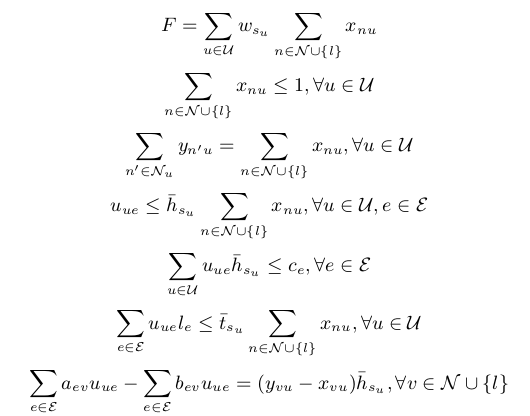 F = \sum_{u \in \mathcal{U}} w_{s_u} \sum_{n \in \mathcal{N} \cup \{l\}} x_{nu}
\sum_{n \in \mathcal{N} \cup \{l\}} x_{nu} \leq 1, \forall u \in \mathcal{U}
\sum_{n' \in \mathcal{N}_u} y_{n'u} = \sum_{n \in \mathcal{N} \cup \{l\}} x_{nu}, \forall u \in \mathcal{U}
u_{ue} \leq \bar{h}_{s_u} \sum_{n \in \mathcal{N} \cup \{l\}} x_{nu}, \forall u \in \mathcal{U}, e \in \mathcal{E}
\sum_{u \in \mathcal{U}} u_{ue} \bar{h}_{s_u} \leq c_e, \forall e \in \mathcal{E}
\sum_{e \in \mathcal{E}} u_{ue} l_e \leq \bar{t}_{s_u} \sum_{n \in \mathcal{N} \cup \{l\}} x_{nu}, \forall u \in \mathcal{U}
\sum_{e \in \mathcal{E}} a_{ev} u_{ue} - \sum_{e \in \mathcal{E}} b_{ev} u_{ue} = (y_{vu} - x_{vu}) \bar{h}_{s_u}, \forall v \in \mathcal{N} \cup \{l\}